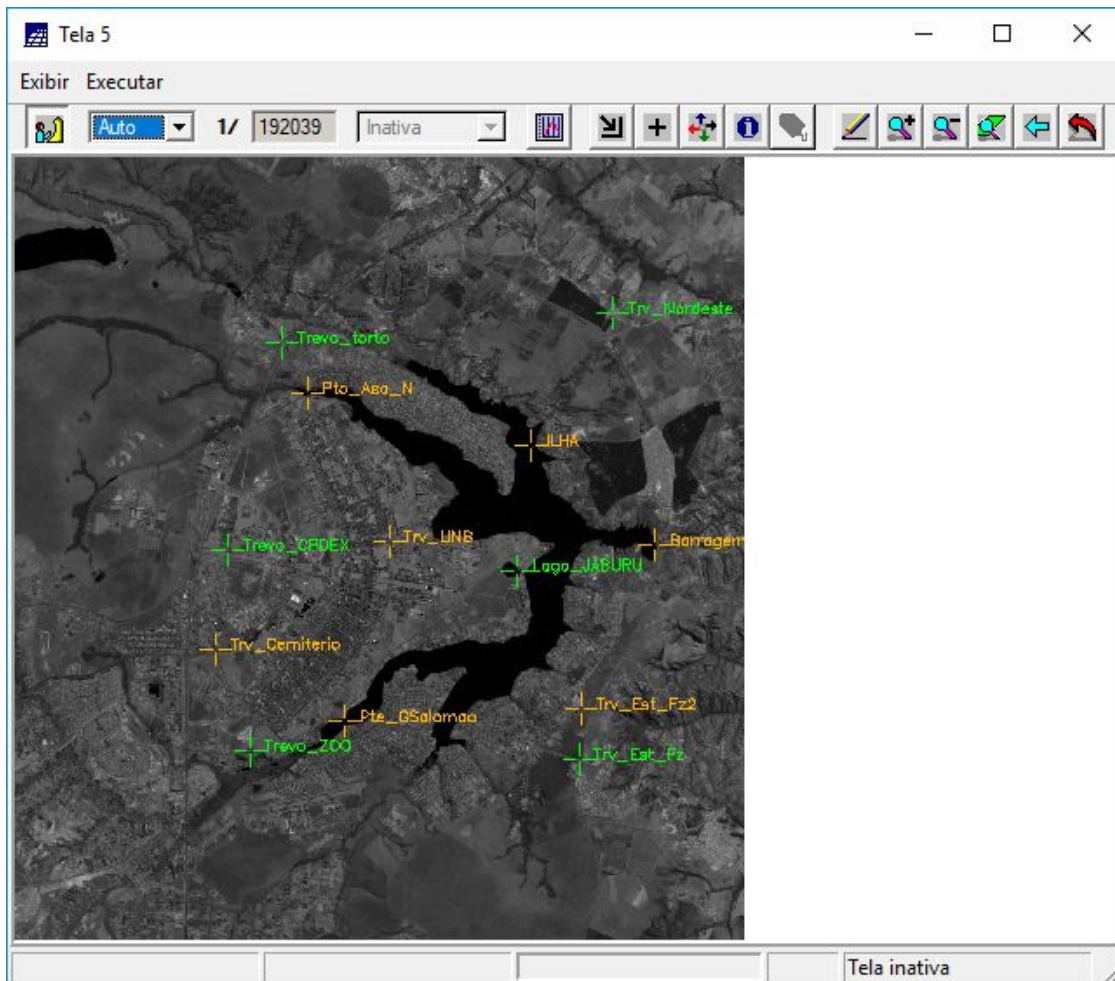 Tela 5
Exibir Executar
Auto 1/ 192039 Inativa
Trv_Nordeste
Trevo_torto
Pto_Asa_N
ILHA
Trv_UNB
Barragem
Trevo_CRDEX
Lago_JABURU
Trv_Cemiterio
Trv_Est_Fz2
Pte_GSalomao
Trevo_ZOO
Trv_Est_Fz
Tela inativa